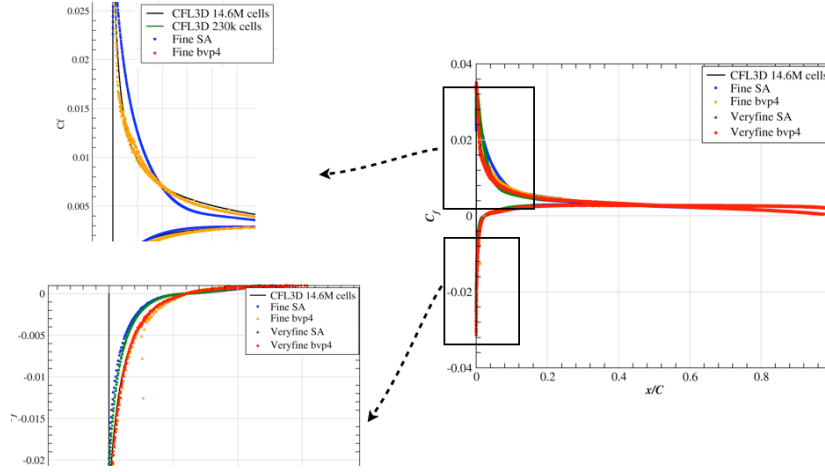 CFL3D 14.6M cells
CFL3D 230k cells
Fine SA
Fine bvp4
0.025
0.02
0.015
0.01
0.005
Cf
CFL3D 14.6M cells
Fine SA
Fine bvp4
Veryfine SA
Veryfine bvp4
0
-0.005
-0.01
-0.015
-0.02
CFL3D 14.6M cells
Fine SA
Fine bvp4
Veryfine SA
Veryfine bvp4
0.04
0.02
0
-0.02
-0.04
C_f
0
0.2
0.4
0.6
0.8
x/C